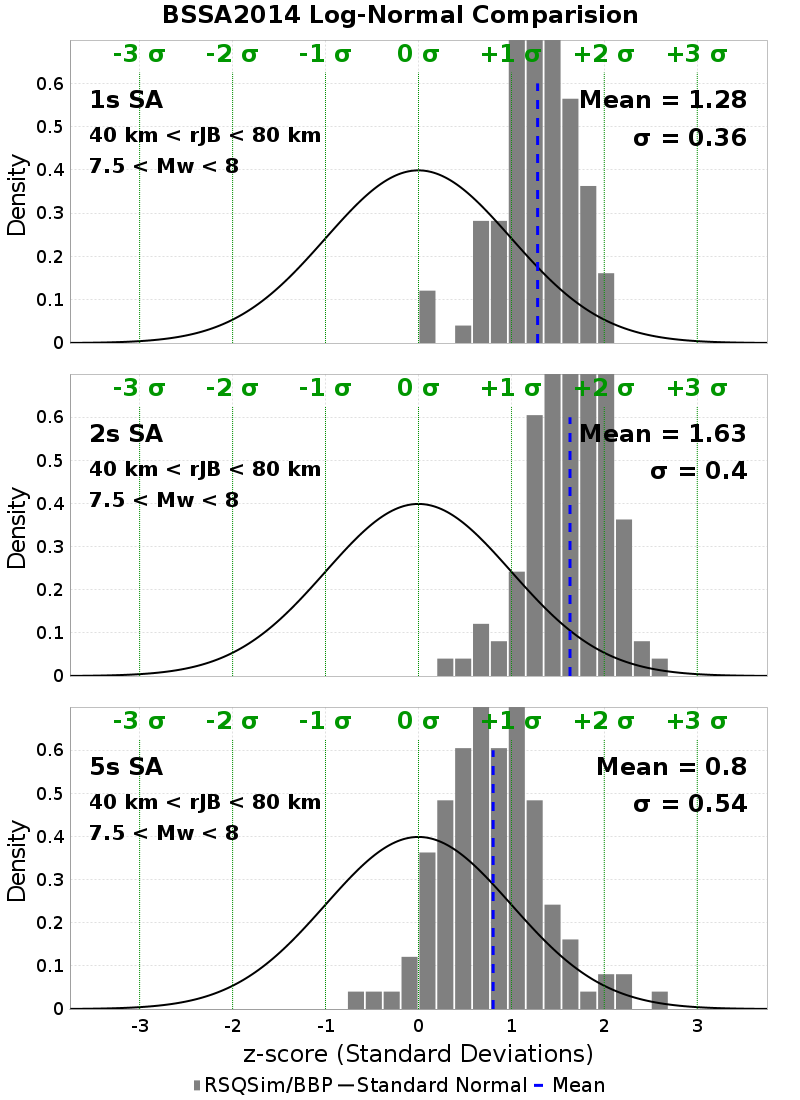 BSSA2014 Log-Normal Comparision
-3 σ -2 σ -1 σ 0 σ +1 σ +2 σ +3 σ
1s SA Mean = 1.28
40 km < rJB < 80 km σ = 0.36
7.5 < Mw < 8
Density
0.6
0.5
0.4
0.3
0.2
0.1
0
-3 σ -2 σ -1 σ 0 σ +1 σ +2 σ +3 σ
2s SA Mean = 1.63
40 km < rJB < 80 km σ = 0.4
7.5 < Mw < 8
Density
0.6
0.5
0.4
0.3
0.2
0.1
0
-3 σ -2 σ -1 σ 0 σ +1 σ +2 σ +3 σ
5s SA Mean = 0.8
40 km < rJB < 80 km σ = 0.54
7.5 < Mw < 8
Density
0.6
0.5
0.4
0.3
0.2
0.1
0
-3 -2 -1 0 1 2 3
z-score (Standard Deviations)
RSQSim/BBP Standard Normal Mean